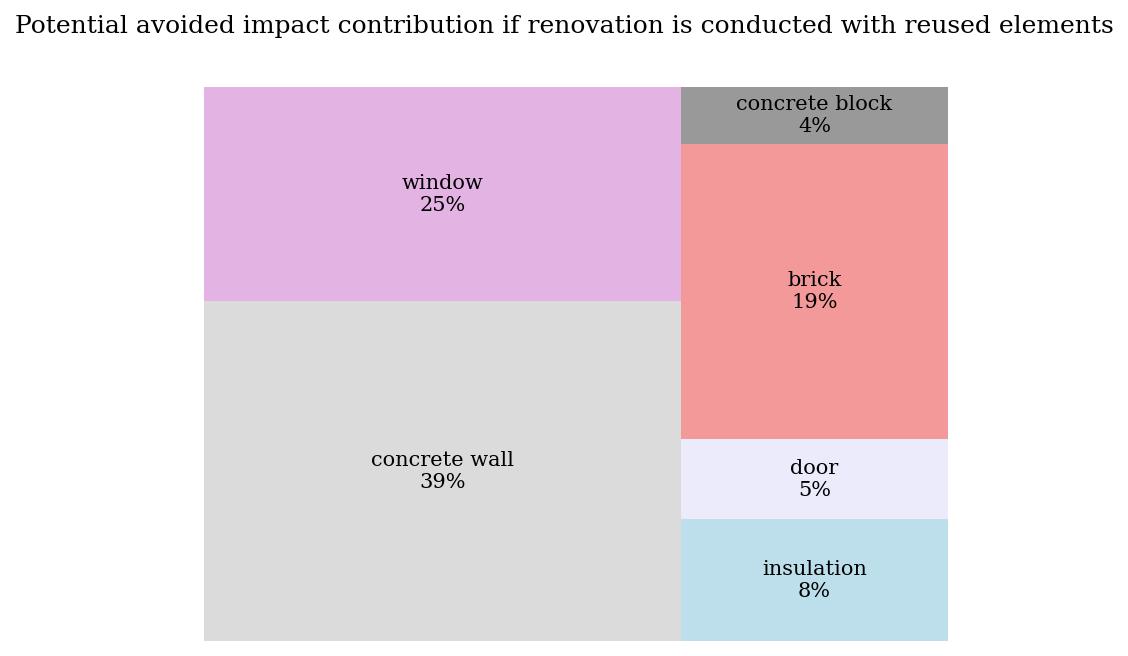 Potential avoided impact contribution if renovation is conducted with reused elements
window
25%
concrete wall
39%
concrete block
4%
brick
19%
door
5%
insulation
8%